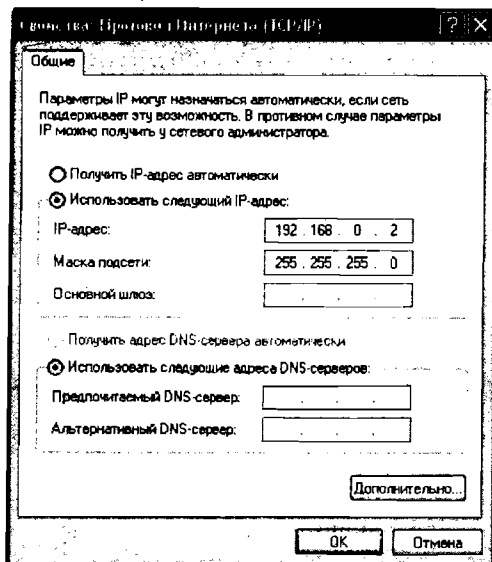 Свойства: Протокол Интернета (TCP/IP)
Общие
Параметры IP могут назначаться автоматически, если сеть
поддерживает эту возможность. В противном случае параметры
IP можно получить у сетевого администратора.
Получить IP-адрес автоматически
Использовать следующий IP-адрес:
IP-адрес: 192 . 168 . 0 . 2
Маска подсети: 255 . 255 . 255 . 0
Основной шлюз: . . .
Получить адрес DNS-сервера автоматически
Использовать следующие адреса DNS-серверов:
Предпочитаемый DNS-сервер: . . .
Альтернативный DNS-сервер: . . .
Дополнительно...
OK Отмена